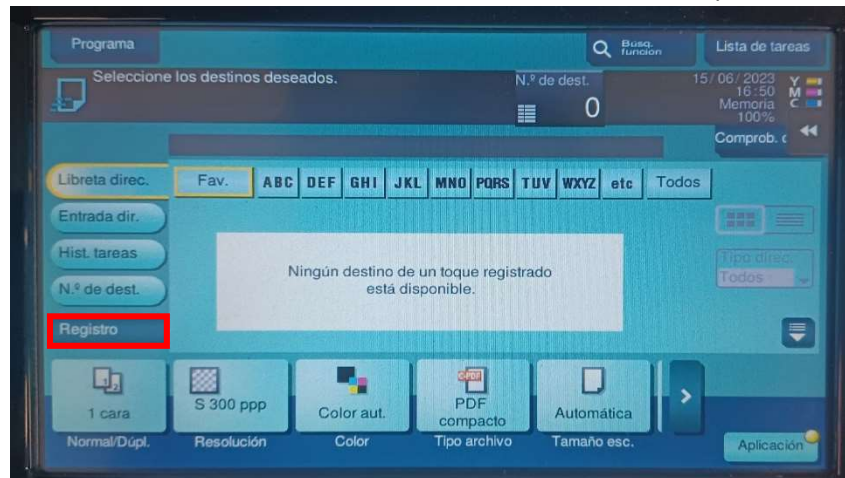 Programa
Búsq.
función
Lista de tareas
Seleccione los destinos deseados.
N.º de dest.
0
15/06/2023
16:50
Memoria
100%
Y
M
C
Comprob.
Libreta direc.
Fav.
ABC
DEF
GHI
JKL
MNO
PQRS
TUV
WXYZ
etc
Todos
Entrada dir.
Hist. tareas
N.º de dest.
Registro
Ningún destino de un toque registrado
está disponible.
Tipo direc.
Todos
1 cara
Normal/Dúpl.
S 300 ppp
Resolución
Color aut.
Color
C-PDF
PDF
compacto
Tipo archivo
Automática
Tamaño esc.
Aplicación